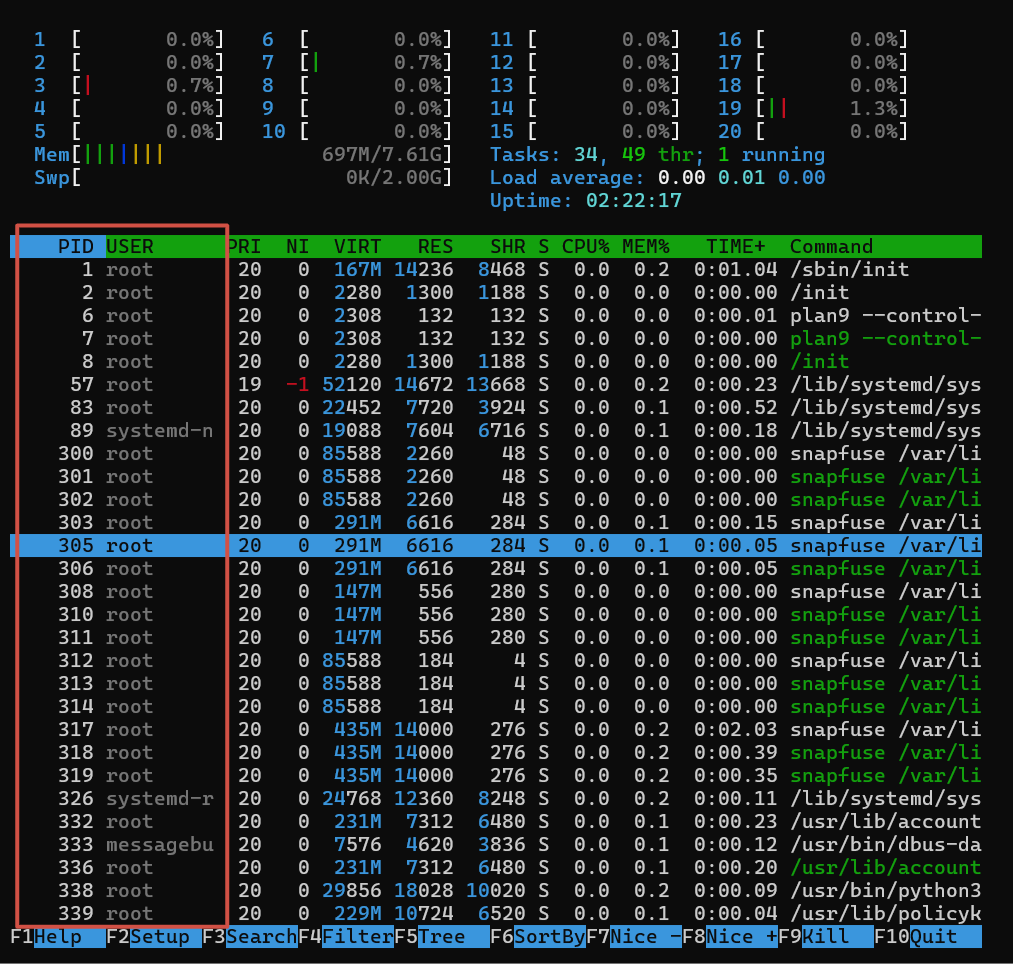 1 [ 0.0%] 6 [ 0.0%] 11 [ 0.0%] 16 [ 0.0%]
2 [ 0.0%] 7 [| 0.7%] 12 [ 0.0%] 17 [ 0.0%]
3 [| 0.7%] 8 [ 0.0%] 13 [ 0.0%] 18 [ 0.0%]
4 [ 0.0%] 9 [ 0.0%] 14 [ 0.0%] 19 [|| 1.3%]
5 [ 0.0%] 10 [ 0.0%] 15 [ 0.0%] 20 [ 0.0%]
Mem[||||||| 697M/7.61G] Tasks: 34, 49 thr; 1 running
Swp[ 0K/2.00G] Load average: 0.00 0.01 0.00
Uptime: 02:22:17
PID USER PRI NI VIRT RES SHR S CPU% MEM% TIME+ Command
1 root 20 0 167M 14236 8468 S 0.0 0.2 0:01.04 /sbin/init
2 root 20 0 2280 1300 1188 S 0.0 0.0 0:00.00 /init
6 root 20 0 2308 132 132 S 0.0 0.0 0:00.01 plan9 --control-
7 root 20 0 2308 132 132 S 0.0 0.0 0:00.00 plan9 --control-
8 root 20 0 2280 1300 1188 S 0.0 0.0 0:00.00 /init
57 root 19 -1 52120 14672 13668 S 0.0 0.2 0:00.23 /lib/systemd/sys
83 root 20 0 22452 7720 3924 S 0.0 0.1 0:00.52 /lib/systemd/sys
89 systemd-n 20 0 19088 7604 6716 S 0.0 0.1 0:00.18 /lib/systemd/sys
300 root 20 0 85588 2260 48 S 0.0 0.0 0:00.00 snapfuse /var/li
301 root 20 0 85588 2260 48 S 0.0 0.0 0:00.00 snapfuse /var/li
302 root 20 0 85588 2260 48 S 0.0 0.0 0:00.00 snapfuse /var/li
303 root 20 0 291M 6616 284 S 0.0 0.1 0:00.15 snapfuse /var/li
305 root 20 0 291M 6616 284 S 0.0 0.1 0:00.05 snapfuse /var/li
306 root 20 0 291M 6616 284 S 0.0 0.1 0:00.05 snapfuse /var/li
308 root 20 0 147M 556 280 S 0.0 0.0 0:00.00 snapfuse /var/li
310 root 20 0 147M 556 280 S 0.0 0.0 0:00.00 snapfuse /var/li
311 root 20 0 147M 556 280 S 0.0 0.0 0:00.00 snapfuse /var/li
312 root 20 0 85588 184 4 S 0.0 0.0 0:00.00 snapfuse /var/li
313 root 20 0 85588 184 4 S 0.0 0.0 0:00.00 snapfuse /var/li
314 root 20 0 85588 184 4 S 0.0 0.0 0:00.00 snapfuse /var/li
317 root 20 0 435M 14000 276 S 0.0 0.2 0:02.03 snapfuse /var/li
318 root 20 0 435M 14000 276 S 0.0 0.2 0:00.39 snapfuse /var/li
319 root 20 0 435M 14000 276 S 0.0 0.2 0:00.35 snapfuse /var/li
326 systemd-r 20 0 24768 12360 8248 S 0.0 0.2 0:00.11 /lib/systemd/sys
332 root 20 0 231M 7312 6480 S 0.0 0.1 0:00.23 /usr/lib/account
333 messagebu 20 0 7576 4620 3836 S 0.0 0.1 0:00.12 /usr/bin/dbus-da
336 root 20 0 231M 7312 6480 S 0.0 0.1 0:00.20 /usr/lib/account
338 root 20 0 29856 18028 10020 S 0.0 0.2 0:00.09 /usr/bin/python3
339 root 20 0 229M 10724 6520 S 0.0 0.1 0:00.04 /usr/lib/policyk
F1Help F2Setup F3SearchF4FilterF5Tree F6SortByF7Nice -F8Nice +F9Kill F10Quit